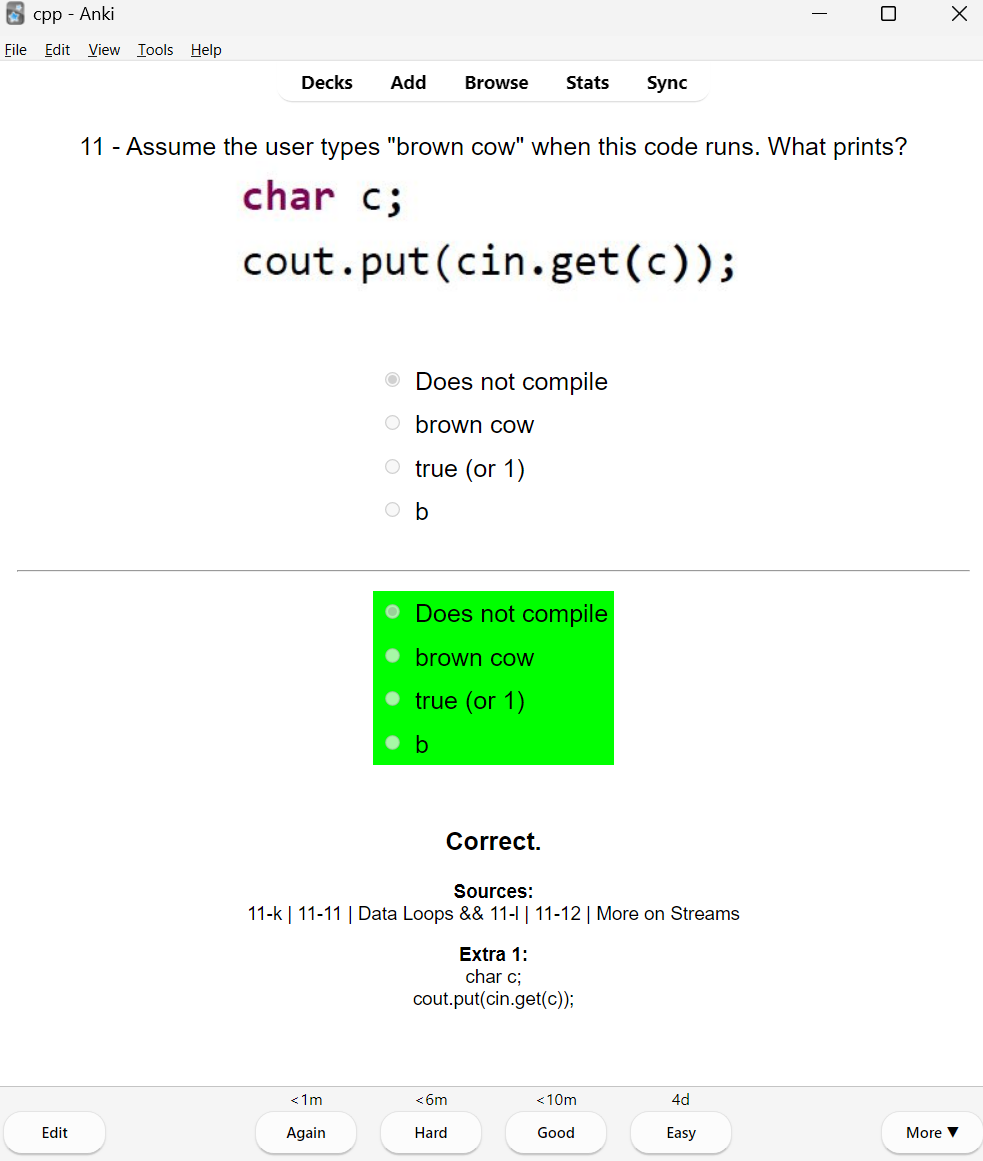 cpp - Anki
File Edit View Tools Help
Decks Add Browse Stats Sync
11 - Assume the user types "brown cow" when this code runs. What prints?
char c;
cout.put(cin.get(c));
Does not compile
brown cow
true (or 1)
b
Does not compile
brown cow
true (or 1)
b
Correct.
Sources:
11-k | 11-11 | Data Loops && 11-l | 11-12 | More on Streams
Extra 1:
char c;
cout.put(cin.get(c));
<1m <6m <10m 4d
Edit Again Hard Good Easy More ▼